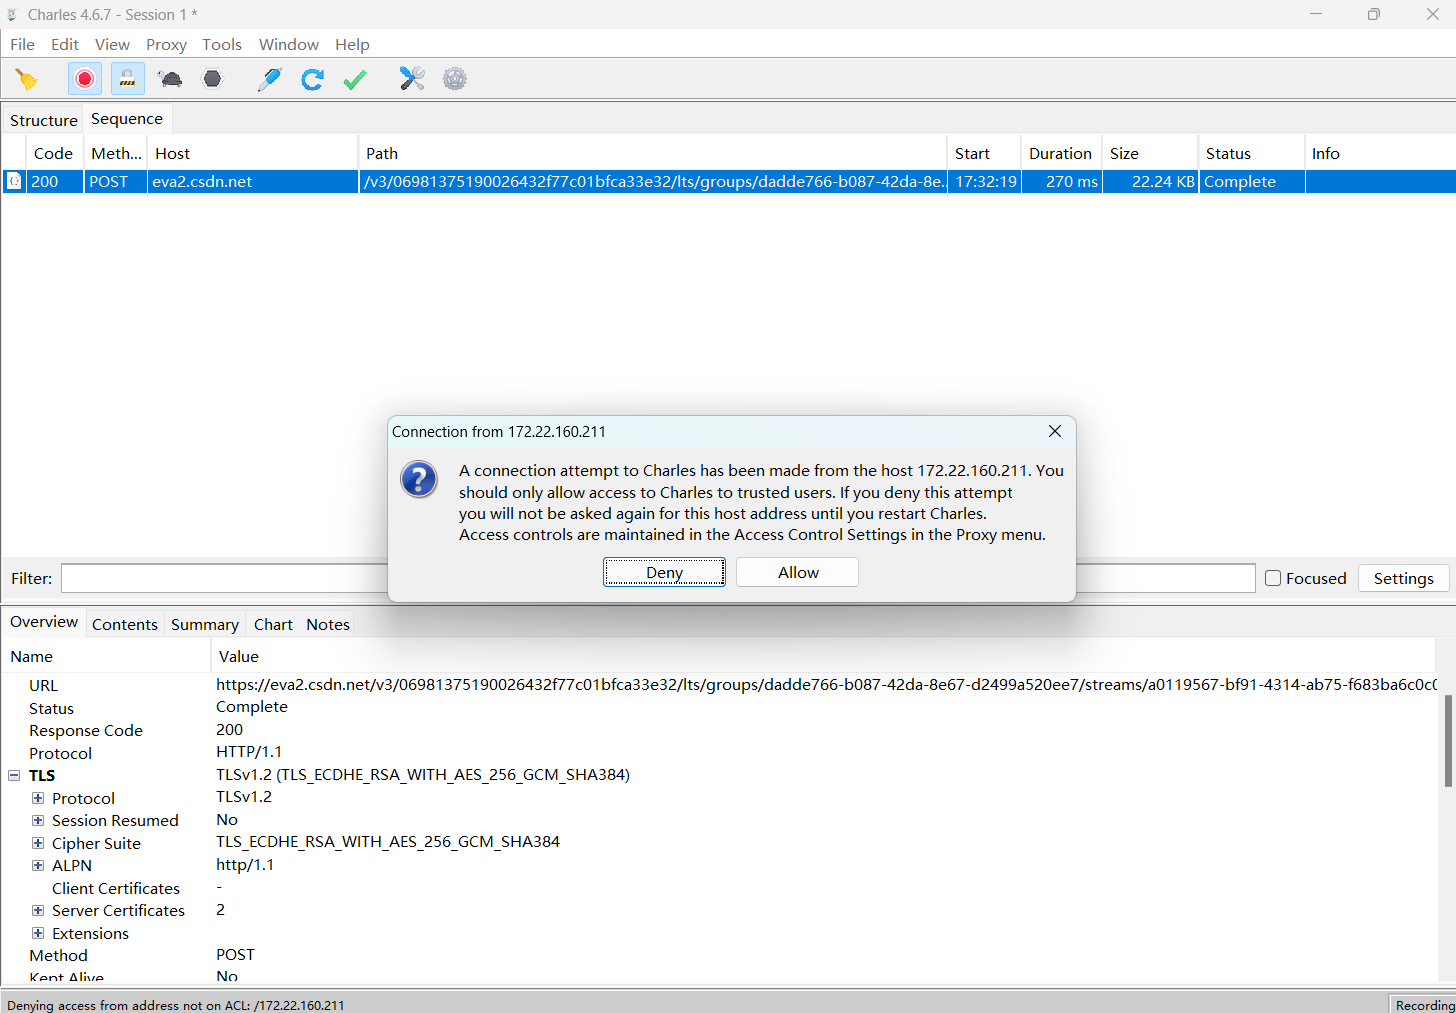 Charles 4.6.7 - Session 1 *
File Edit View Proxy Tools Window Help
Structure Sequence
Code Meth... Host Path Start Duration Size Status Info
200 POST eva2.csdn.net /v3/06981375190026432f77c01bfca33e32/lts/groups/dadde766-b087-42da-8e... 17:32:19 270 ms 22.24 KB Complete
Connection from 172.22.160.211
A connection attempt to Charles has been made from the host 172.22.160.211. You
should only allow access to Charles to trusted users. If you deny this attempt
you will not be asked again for this host address until you restart Charles.
Access controls are maintained in the Access Control Settings in the Proxy menu.
Deny Allow
Filter: Focused Settings
Overview Contents Summary Chart Notes
Name Value
URL https://eva2.csdn.net/v3/06981375190026432f77c01bfca33e32/lts/groups/dadde766-b087-42da-8e67-d2499a520ee7/streams/a0119567-bf91-4314-ab75-f683ba6c0c0
Status Complete
Response Code 200
Protocol HTTP/1.1
TLS TLSv1.2 (TLS_ECDHE_RSA_WITH_AES_256_GCM_SHA384)
Protocol TLSv1.2
Session Resumed No
Cipher Suite TLS_ECDHE_RSA_WITH_AES_256_GCM_SHA384
ALPN http/1.1
Client Certificates -
Server Certificates 2
Extensions
Method POST
Kept Alive No
Denying access from address not on ACL: /172.22.160.211
Recording